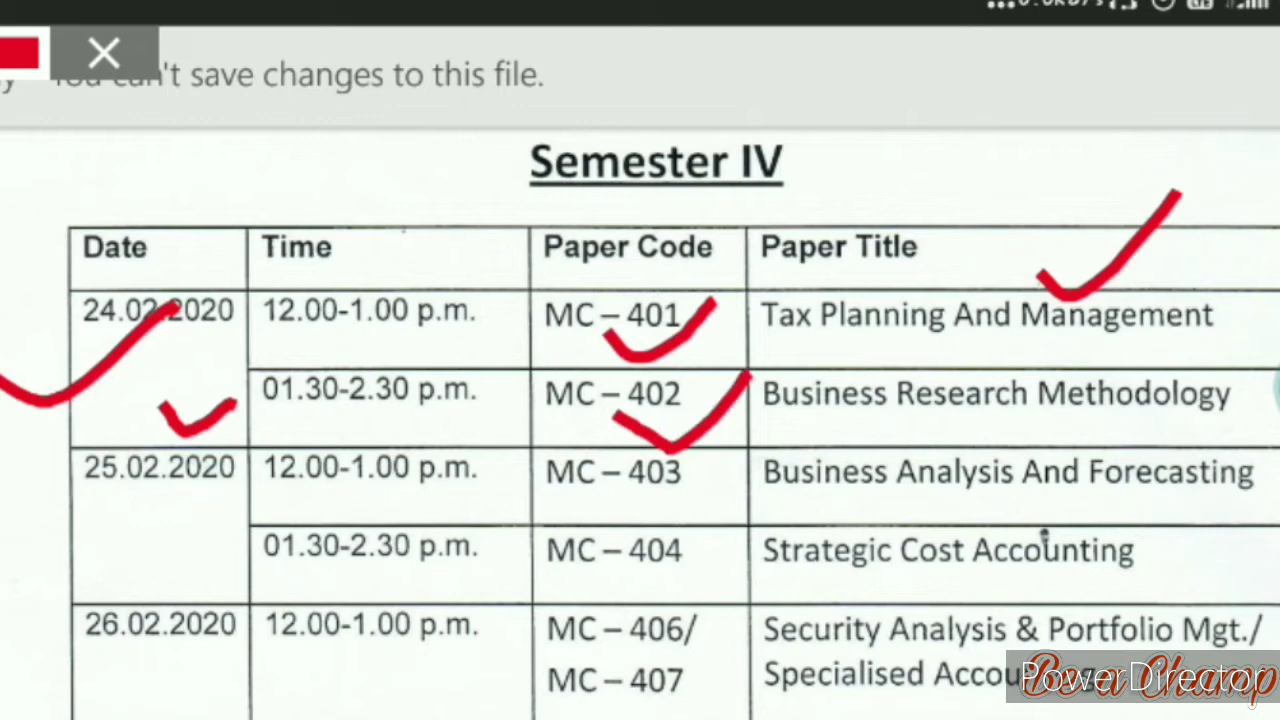 You can't save changes to this file.
Semester IV
Date Time Paper Code Paper Title
24.02.2020 12.00-1.00 p.m. MC – 401 Tax Planning And Management
01.30-2.30 p.m. MC – 402 Business Research Methodology
25.02.2020 12.00-1.00 p.m. MC – 403 Business Analysis And Forecasting
01.30-2.30 p.m. MC – 404 Strategic Cost Accounting
26.02.2020 12.00-1.00 p.m. MC – 406/ Security Analysis & Portfolio Mgt./
MC – 407 Specialised
Be a Champ
PowerDirector